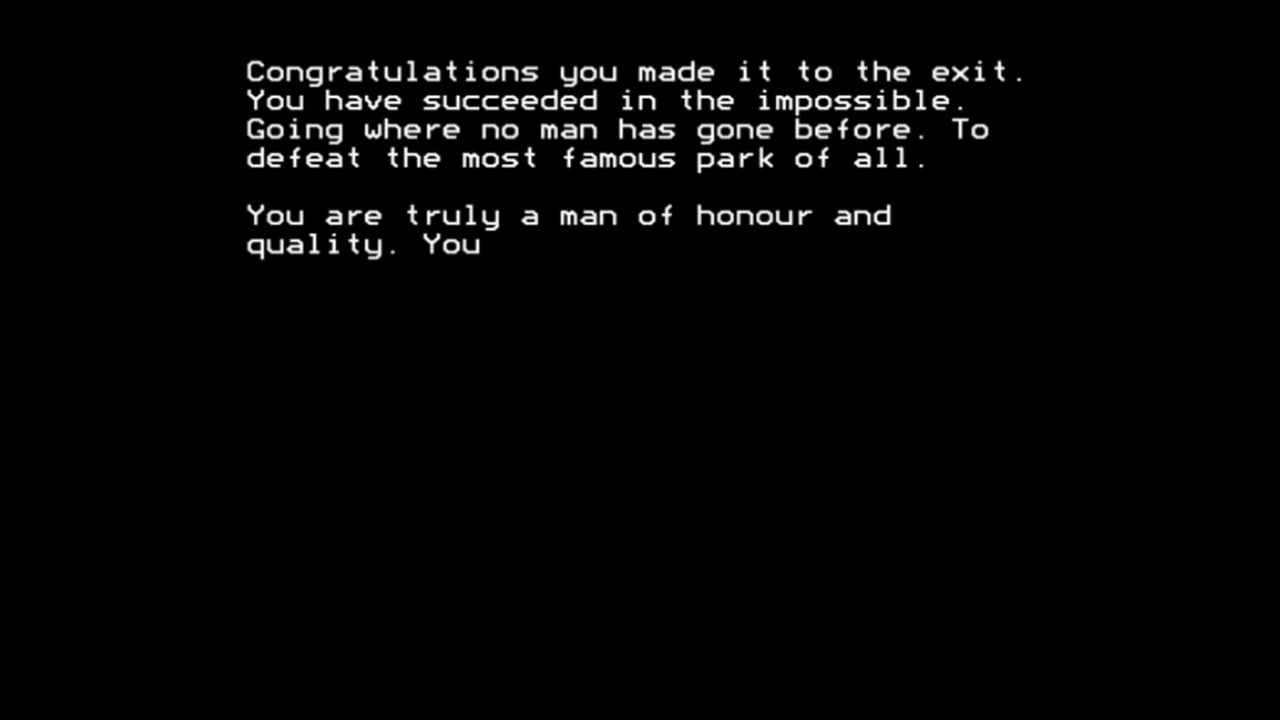 Congratulations you made it to the exit.
You have succeeded in the impossible.
Going where no man has gone before. To
defeat the most famous park of all.
You are truly a man of honour and
quality. You